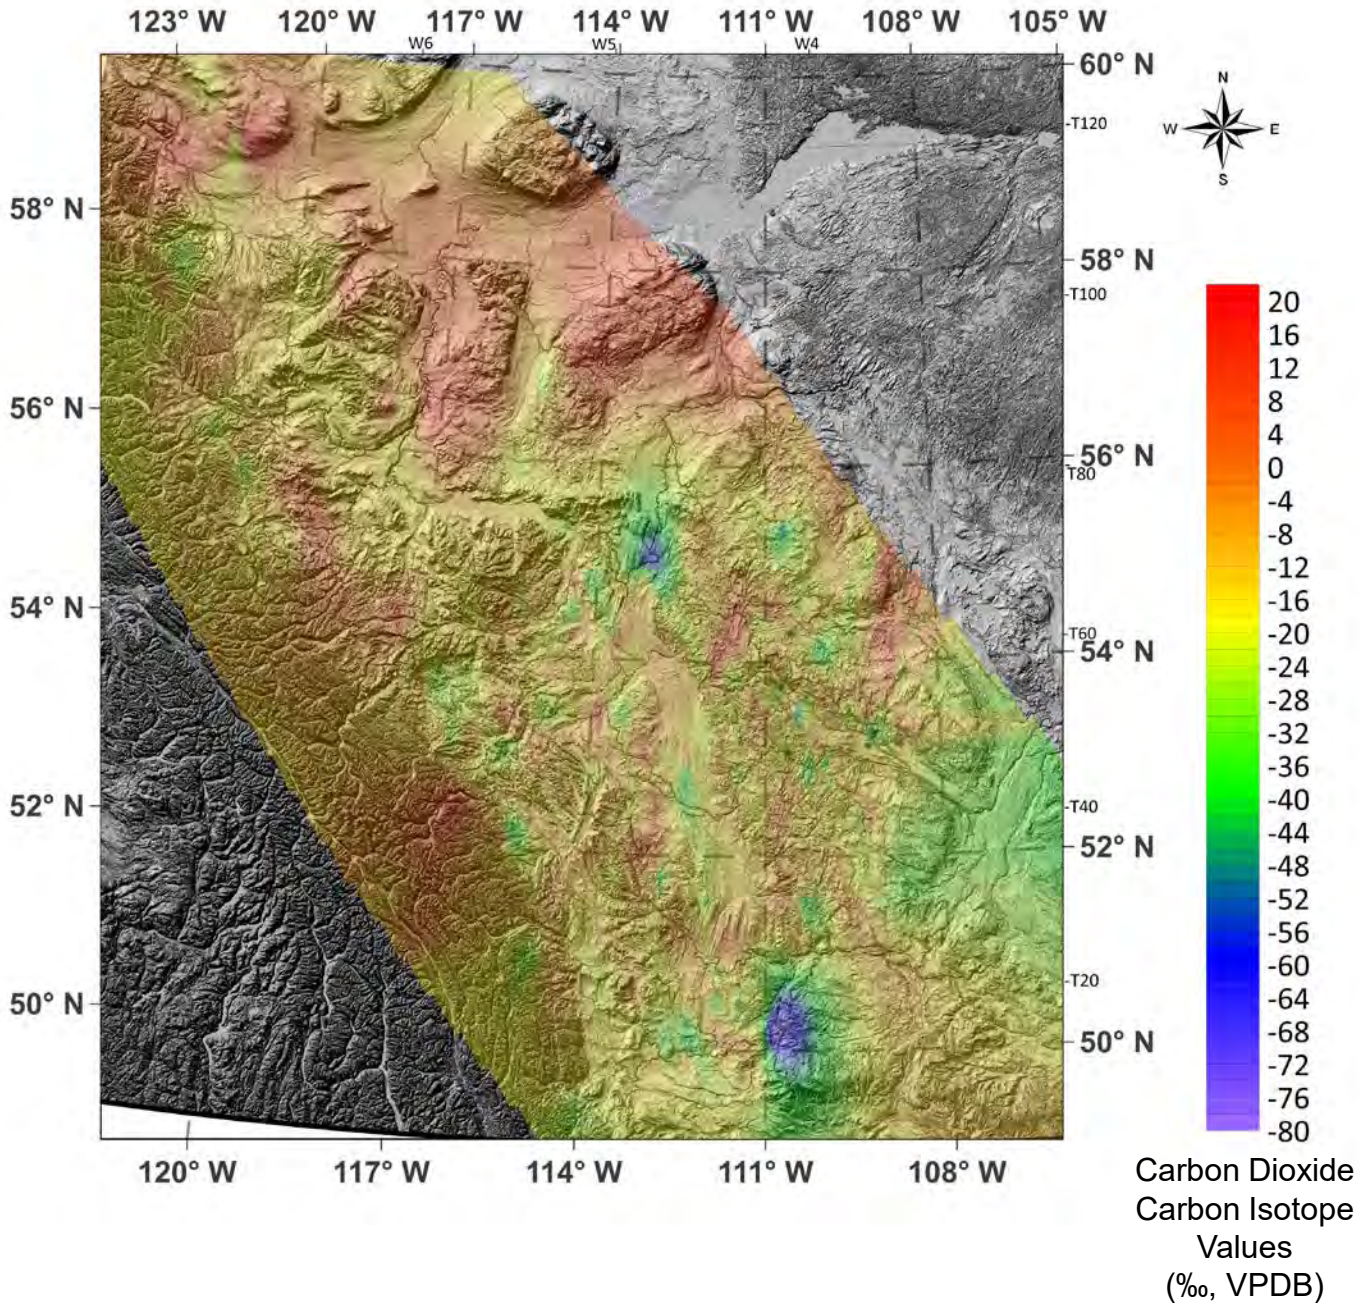 123° W 120° W 117° W 114° W 111° W 108° W 105° W
W6 W5 W4
60° N
N
T120
W E
S
58° N
58° N
T100
20
16
12
8
4
0
-4
-8
-12
-16
-20
-24
-28
-32
-36
-40
-44
-48
-52
-56
-60
-64
-68
-72
-76
-80
56° N
56° N
T80
54° N
T60
54° N
52° N
T40
52° N
T20
50° N
50° N
120° W 117° W 114° W 111° W 108° W
Carbon Dioxide
Carbon Isotope
Values
(‰, VPDB)